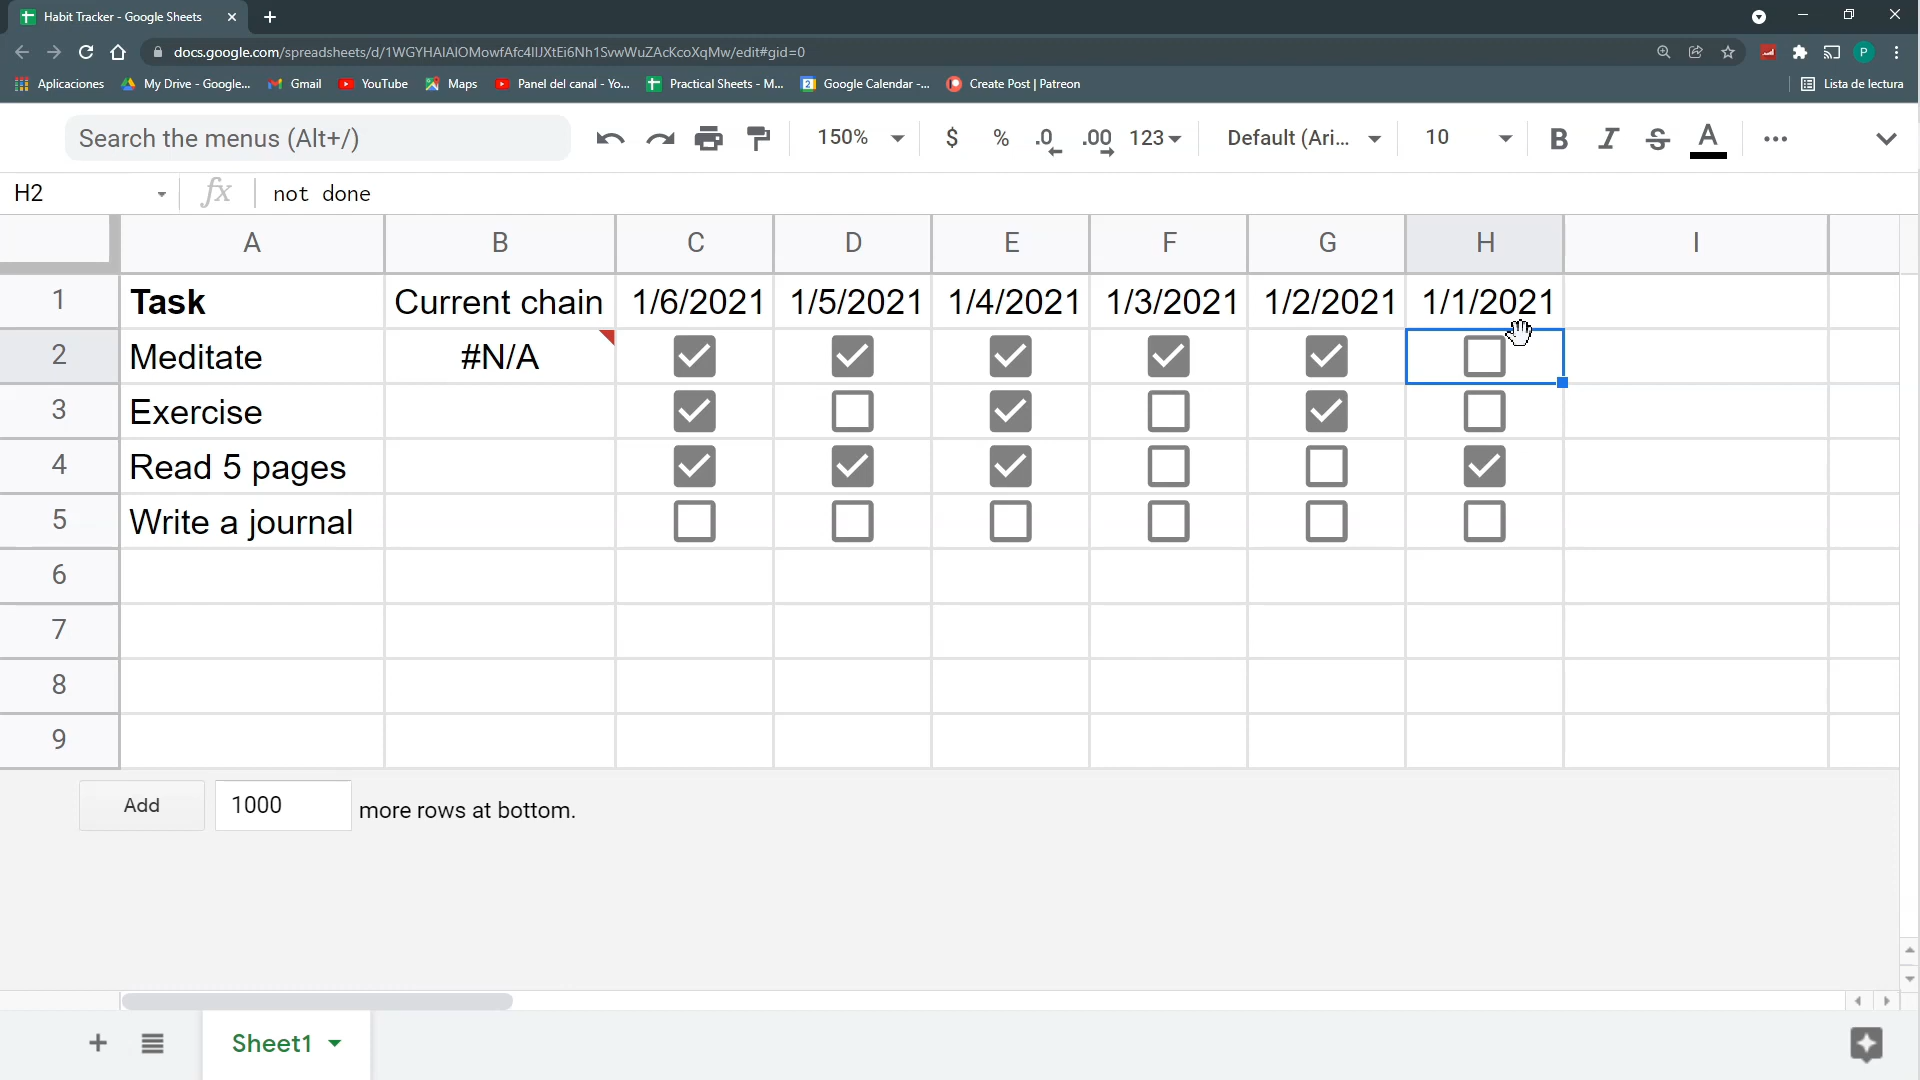 Habit Tracker - Google Sheets
docs.google.com/spreadsheets/d/1WGYHAIAIOMowfAfc4IIJXtEi6Nh1SvwWuZAcKcoXqMw/edit#gid=0
P
Aplicaciones My Drive - Google... Gmail YouTube Maps Panel del canal - Yo... Practical Sheets - M... Google Calendar -... Create Post | Patreon Lista de lectura
Search the menus (Alt+/) 150% $ % .0 .00 123 Default (Ari... 10 B I S A
H2 fx not done
A B C D E F G H I
1 Task Current chain 1/6/2021 1/5/2021 1/4/2021 1/3/2021 1/2/2021 1/1/2021
2 Meditate #N/A
3 Exercise
4 Read 5 pages
5 Write a journal
6
7
8
9
Add 1000 more rows at bottom.
Sheet1